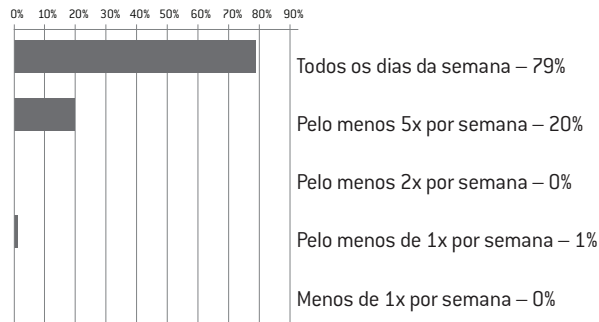 0% 10% 20% 30% 40% 50% 60% 70% 80% 90%
Todos os dias da semana – 79%
Pelo menos 5x por semana – 20%
Pelo menos 2x por semana – 0%
Pelo menos de 1x por semana – 1%
Menos de 1x por semana – 0%